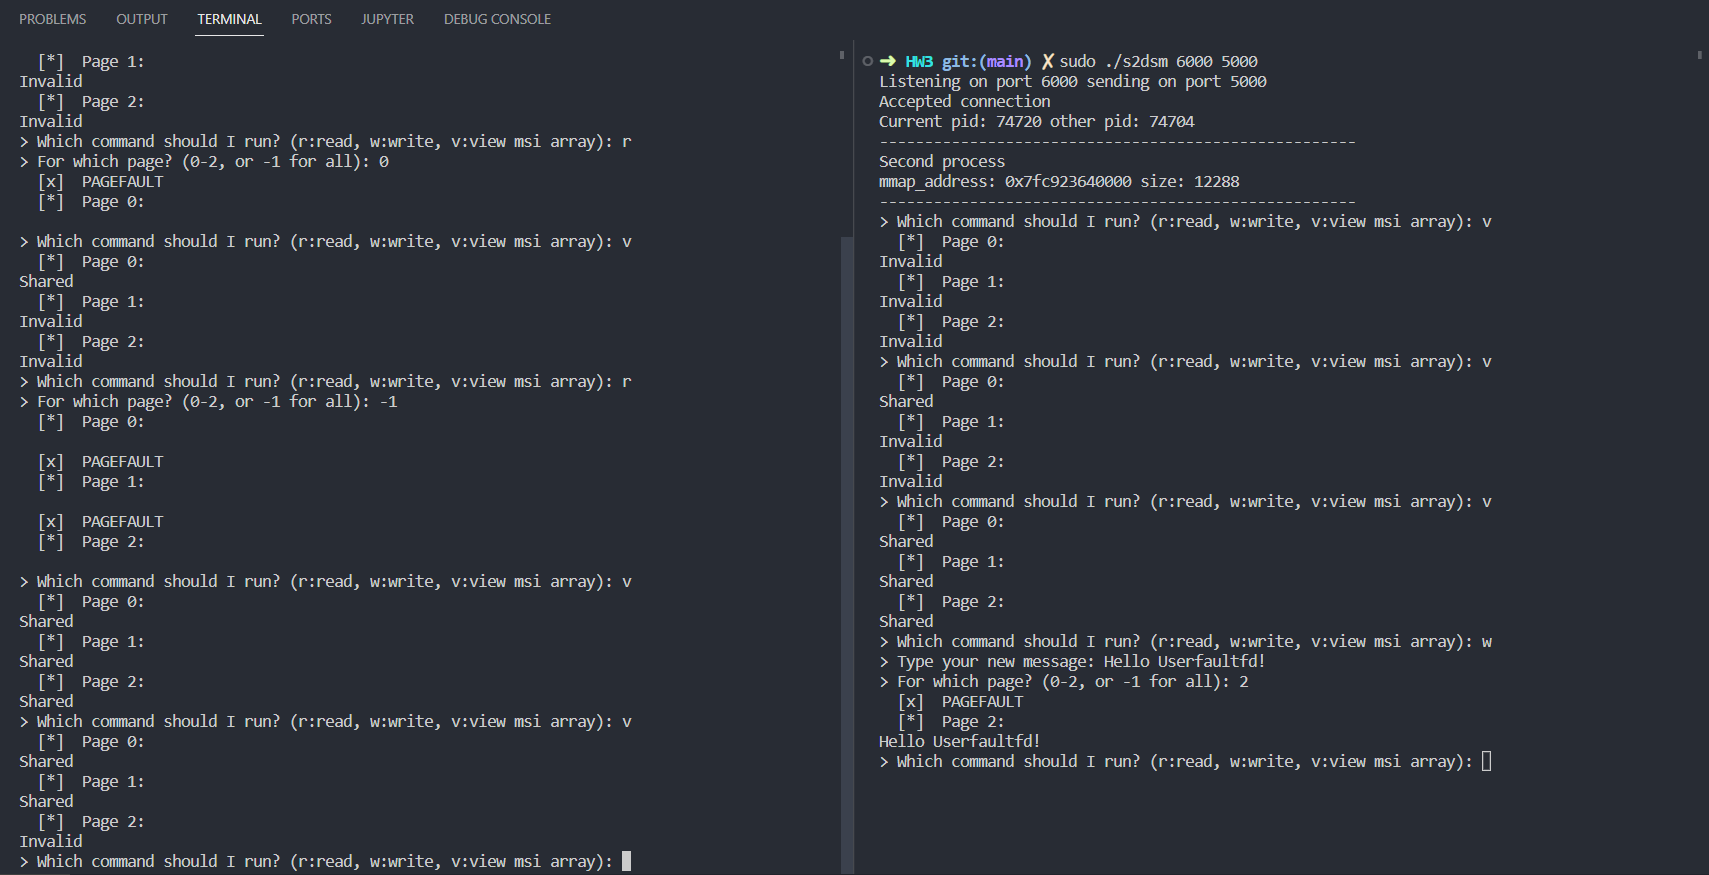 PROBLEMS OUTPUT TERMINAL PORTS JUPYTER DEBUG CONSOLE
[*] Page 1:
Invalid
[*] Page 2:
Invalid
> Which command should I run? (r:read, w:write, v:view msi array): r
> For which page? (0-2, or -1 for all): 0
[x] PAGEFAULT
[*] Page 0:
> Which command should I run? (r:read, w:write, v:view msi array): v
[*] Page 0:
Shared
[*] Page 1:
Invalid
[*] Page 2:
Invalid
> Which command should I run? (r:read, w:write, v:view msi array): r
> For which page? (0-2, or -1 for all): -1
[*] Page 0:
[x] PAGEFAULT
[*] Page 1:
[x] PAGEFAULT
[*] Page 2:
> Which command should I run? (r:read, w:write, v:view msi array): v
[*] Page 0:
Shared
[*] Page 1:
Shared
[*] Page 2:
Shared
> Which command should I run? (r:read, w:write, v:view msi array): v
[*] Page 0:
Shared
[*] Page 1:
Shared
[*] Page 2:
Invalid
> Which command should I run? (r:read, w:write, v:view msi array):
➜ HW3 git:(main) ✗ sudo ./s2dsm 6000 5000
Listening on port 6000 sending on port 5000
Accepted connection
Current pid: 74720 other pid: 74704
-----------------------------------------------------
Second process
mmap_address: 0x7fc923640000 size: 12288
-----------------------------------------------------
> Which command should I run? (r:read, w:write, v:view msi array): v
[*] Page 0:
Invalid
[*] Page 1:
Invalid
[*] Page 2:
Invalid
> Which command should I run? (r:read, w:write, v:view msi array): v
[*] Page 0:
Shared
[*] Page 1:
Invalid
[*] Page 2:
Invalid
> Which command should I run? (r:read, w:write, v:view msi array): v
[*] Page 0:
Shared
[*] Page 1:
Shared
[*] Page 2:
Shared
> Which command should I run? (r:read, w:write, v:view msi array): w
> Type your new message: Hello Userfaultfd!
> For which page? (0-2, or -1 for all): 2
[x] PAGEFAULT
[*] Page 2:
Hello Userfaultfd!
> Which command should I run? (r:read, w:write, v:view msi array):